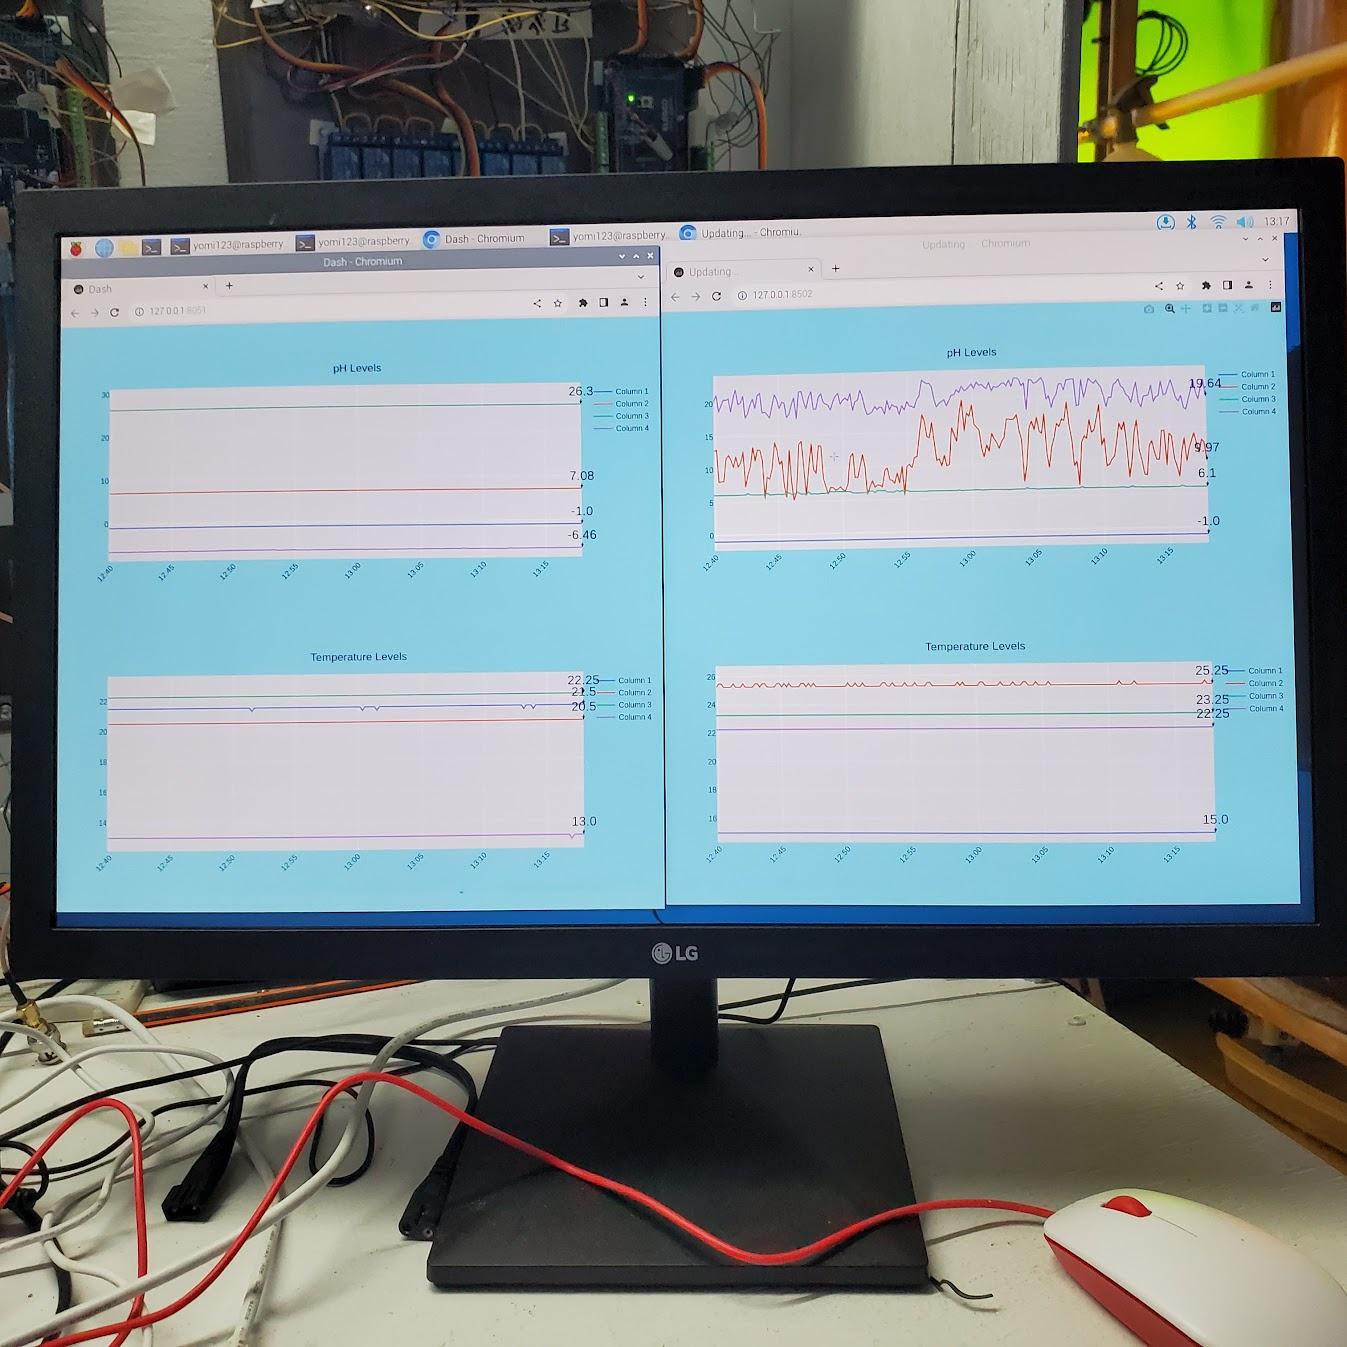 yomi123@raspberry
yomi123@raspberry
Dash - Chromium
yomi123@raspberry..
Updating... - Chromiu.
13:17
Dash - Chromium
Dash
127.0.0.1:8051
pH Levels
30
20
10
0
26.3
7.08
-1.0
-6.46
Column 1
Column 2
Column 3
Column 4
12:40
12:45
12:50
12:55
13:00
13:05
13:10
13:15
Temperature Levels
22
20
18
16
14
22.25
21.5
20.5
13.0
Column 1
Column 2
Column 3
Column 4
12:40
12:45
12:50
12:55
13:00
13:05
13:10
13:15
Updating... - Chromium
Updating...
127.0.0.1:8502
pH Levels
20
15
10
5
0
19.64
9.97
6.1
-1.0
Column 1
Column 2
Column 3
Column 4
12:40
12:45
12:50
12:55
13:00
13:05
13:10
13:15
Temperature Levels
26
24
22
20
18
16
25.25
23.25
22.25
15.0
Column 1
Column 2
Column 3
Column 4
12:40
12:45
12:50
12:55
13:00
13:05
13:10
13:15
LG